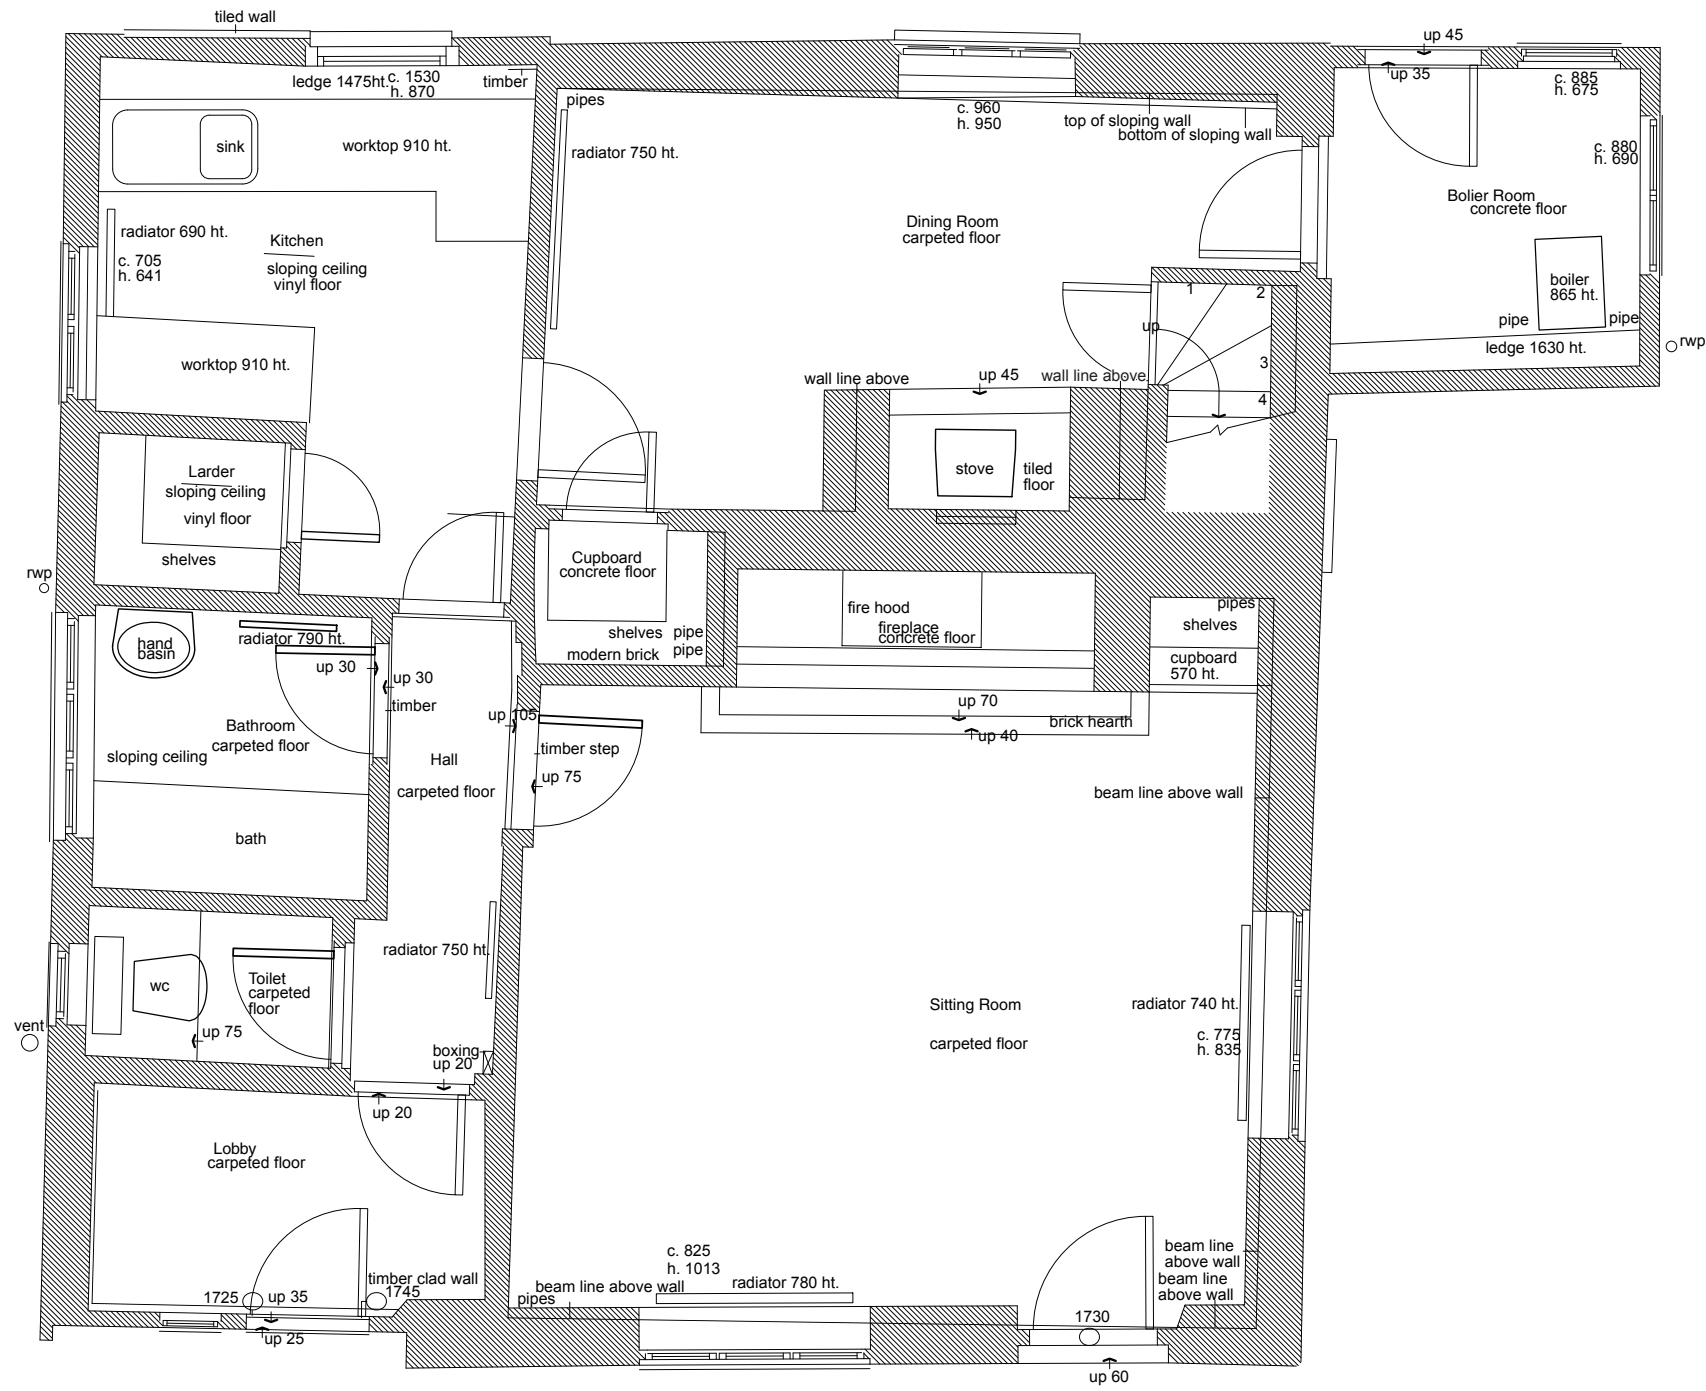 tiled wall
up 45
ledge 1475ht.
c. 1530
h. 870
timber
up 35
c. 885
h. 675
pipes
c. 960
h. 950
top of sloping wall
bottom of sloping wall
sink
worktop 910 ht.
radiator 750 ht.
c. 880
h. 690
Bolier Room
concrete floor
Dining Room
carpeted floor
radiator 690 ht.
Kitchen
c. 705
h. 641
sloping ceiling
vinyl floor
boiler
865 ht.
1
2
3
4
up
pipe
pipe
rwp
ledge 1630 ht.
worktop 910 ht.
wall line above
up 45
wall line above
stove
tiled
floor
Larder
sloping ceiling
vinyl floor
shelves
rwp
Cupboard
concrete floor
shelves
pipe
pipe
modern brick
fire hood
fireplace
concrete floor
pipes
shelves
cupboard
570 ht.
hand
basin
radiator 790 ht.
up 30
up 30
timber
Bathroom
carpeted floor
sloping ceiling
bath
Hall
carpeted floor
up 105
timber step
up 75
up 70
brick hearth
up 40
beam line above wall
radiator 750 ht.
wc
Toilet
carpeted
floor
up 75
vent
boxing
up 20
up 20
Sitting Room
carpeted floor
radiator 740 ht.
c. 775
h. 835
Lobby
carpeted floor
timber clad wall
1725
up 35
1745
up 25
c. 825
h. 1013
beam line above wall
radiator 780 ht.
pipes
beam line
above wall
beam line
above wall
1730
up 60